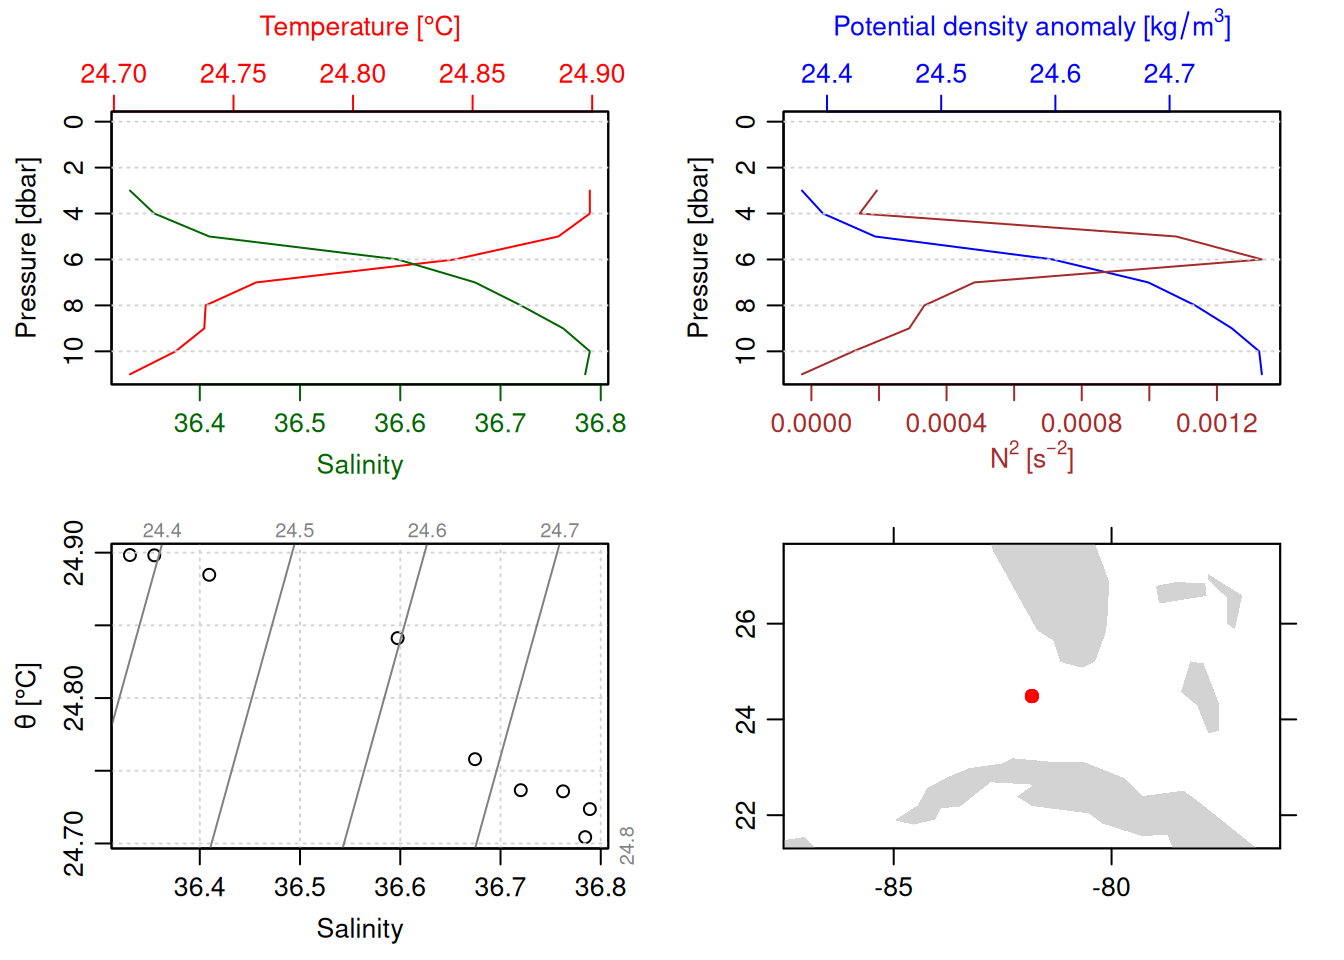 Temperature [°C]
24.70 24.75 24.80 24.85 24.90
Pressure [dbar]
0
2
4
6
8
10
36.4 36.5 36.6 36.7 36.8
Salinity
Potential density anomaly [kg/m³]
24.4 24.5 24.6 24.7
Pressure [dbar]
0
2
4
6
8
10
0.0000 0.0004 0.0008 0.0012
N² [s⁻²]
24.4 24.5 24.6 24.7
θ [°C]
24.90
24.80
24.70
24.8
36.4 36.5 36.6 36.7 36.8
Salinity
26
24
22
-85 -80